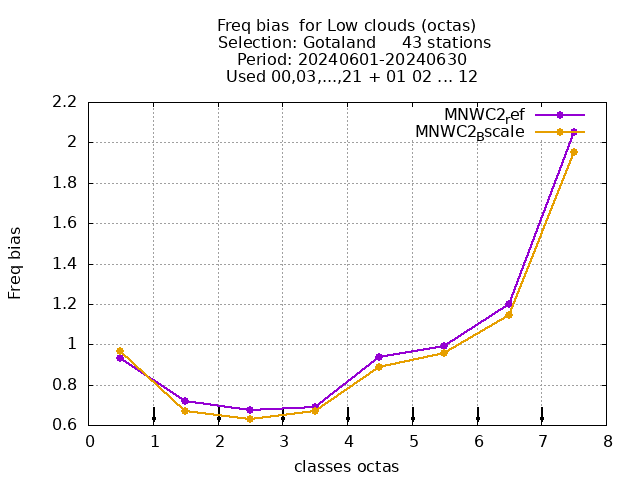 Freq bias  for Low clouds (octas)
Selection: Gotaland     43 stations
Period: 20240601-20240630
Used 00,03,...,21 + 01 02 ... 12
MNWC2_ref
MNWC2_Bscale
2.2
2
1.8
1.6
1.4
1.2
1
0.8
0.6
Freq bias
0 1 2 3 4 5 6 7 8
classes octas